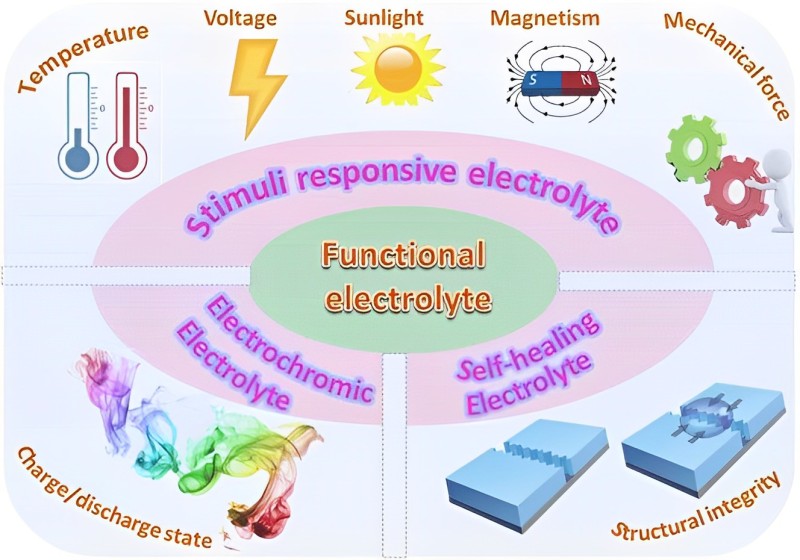 Temperature
Voltage
Sunlight
Magnetism
Mechanical force
0
0
S N
Stimuli responsive electrolyte
Functional
electrolyte
Electrochromic
Electrolyte
Self-healing
Electrolyte
Charge/discharge state
Structural integrity